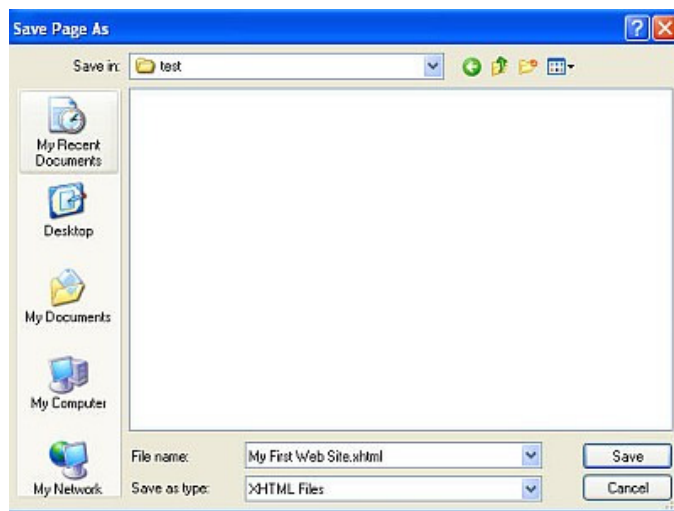 Save Page As
Save in: test
My Recent
Documents
Desktop
My Documents
My Computer
My Network
File name: My First Web Site.xhtml Save
Save as type: XHTML Files Cancel